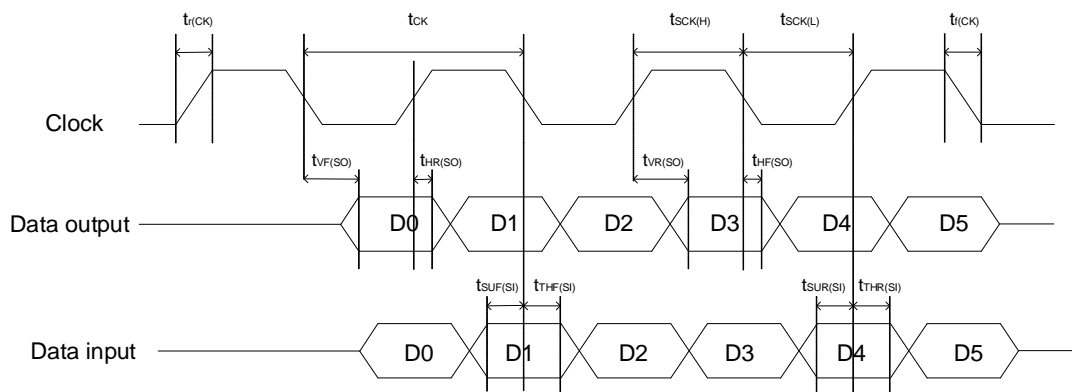 tr(CK) tCK tSCK(H) tSCK(L) tf(CK)
Clock
tVF(SO) tHR(SO) tVR(SO) tHF(SO)
Data output D0 D1 D2 D3 D4 D5
tSUF(SI) tTHF(SI) tSUR(SI) tTHR(SI)
Data input D0 D1 D2 D3 D4 D5